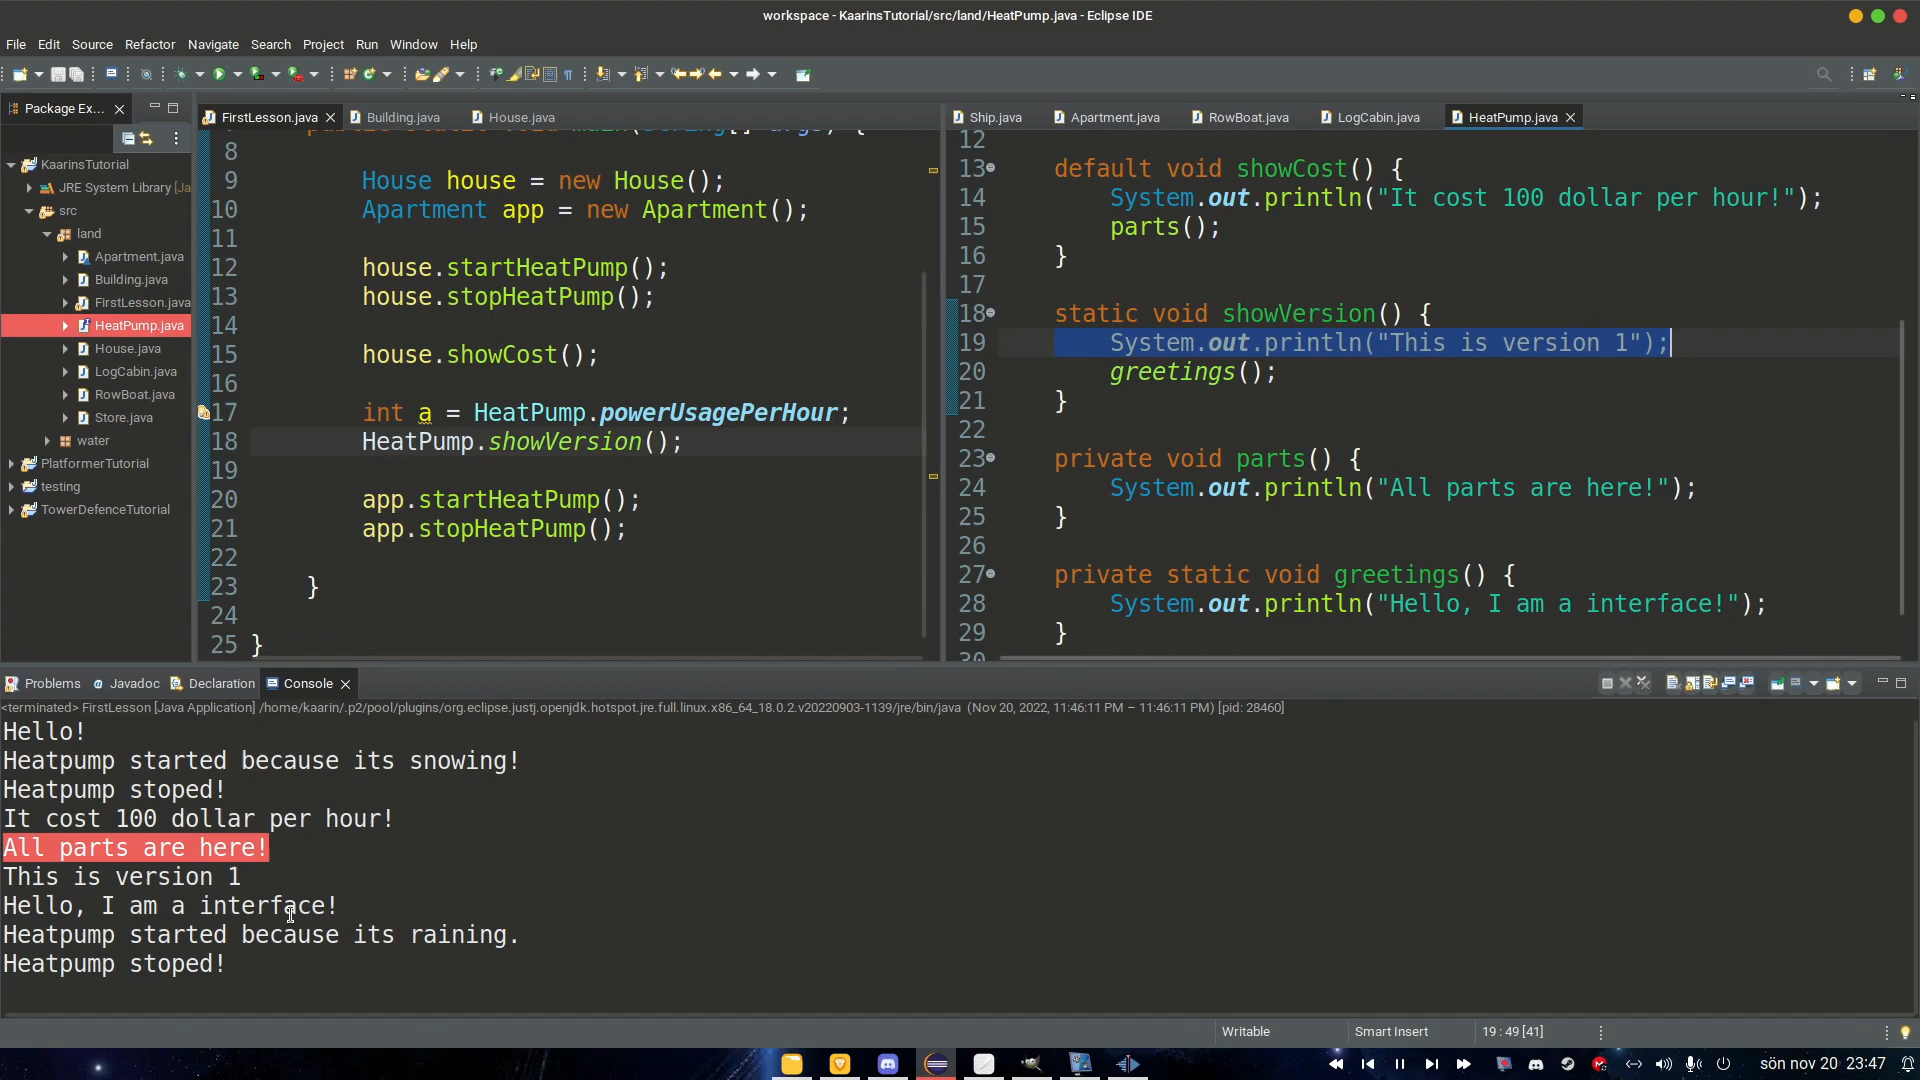 workspace - KaarinsTutorial/src/land/HeatPump.java - Eclipse IDE
File Edit Source Refactor Navigate Search Project Run Window Help
Package Ex...
KaarinsTutorial
JRE System Library [Ja
src
land
Apartment.java
Building.java
FirstLesson.java
HeatPump.java
House.java
LogCabin.java
RowBoat.java
Store.java
water
PlatformerTutorial
testing
TowerDefenceTutorial
FirstLesson.java Building.java House.java
8
9 House house = new House();
10 Apartment app = new Apartment();
11
12 house.startHeatPump();
13 house.stopHeatPump();
14
15 house.showCost();
16
17 int a = HeatPump.powerUsagePerHour;
18 HeatPump.showVersion();
19
20 app.startHeatPump();
21 app.stopHeatPump();
22
23 }
24
25 }
Ship.java Apartment.java RowBoat.java LogCabin.java HeatPump.java
12
13 default void showCost() {
14 System.out.println("It cost 100 dollar per hour!");
15 parts();
16 }
17
18 static void showVersion() {
19 System.out.println("This is version 1");
20 greetings();
21 }
22
23 private void parts() {
24 System.out.println("All parts are here!");
25 }
26
27 private static void greetings() {
28 System.out.println("Hello, I am a interface!");
29 }
30
Problems Javadoc Declaration Console
<terminated> FirstLesson [Java Application] /home/kaarin/.p2/pool/plugins/org.eclipse.justj.openjdk.hotspot.jre.full.linux.x86_64_18.0.2.v20220903-1139/jre/bin/java (Nov 20, 2022, 11:46:11 PM – 11:46:11 PM) [pid: 28460]
Hello!
Heatpump started because its snowing!
Heatpump stoped!
It cost 100 dollar per hour!
All parts are here!
This is version 1
Hello, I am a interface!
Heatpump started because its raining.
Heatpump stoped!
Writable Smart Insert 19 : 49 [41]
sön nov 20 23:47